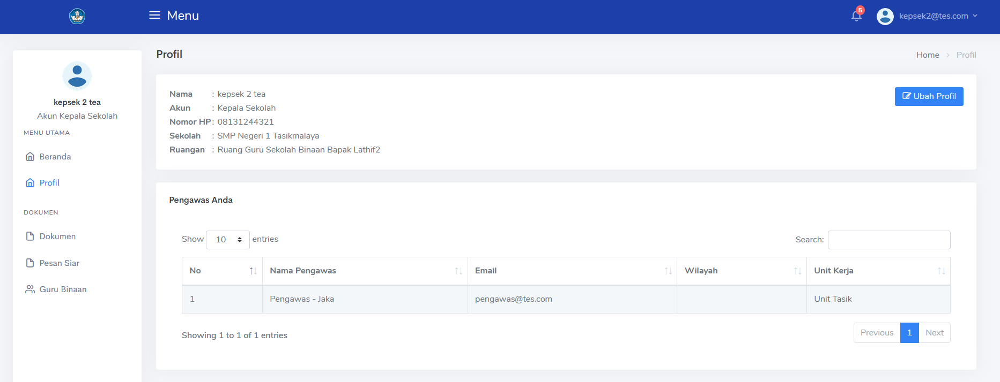 Menu
5
kepsek2@tes.com
kepsek 2 tea
Akun Kepala Sekolah
MENU UTAMA
Beranda
Profil
DOKUMEN
Dokumen
Pesan Siar
Guru Binaan
Profil
Home > Profil
Nama : kepsek 2 tea
Akun : Kepala Sekolah
Nomor HP : 08131244321
Sekolah : SMP Negeri 1 Tasikmalaya
Ruangan : Ruang Guru Sekolah Binaan Bapak Lathif2
Ubah Profil
Pengawas Anda
Show 10 entries
Search:
No Nama Pengawas Email Wilayah Unit Kerja
1 Pengawas - Jaka pengawas@tes.com Unit Tasik
Showing 1 to 1 of 1 entries
Previous 1 Next